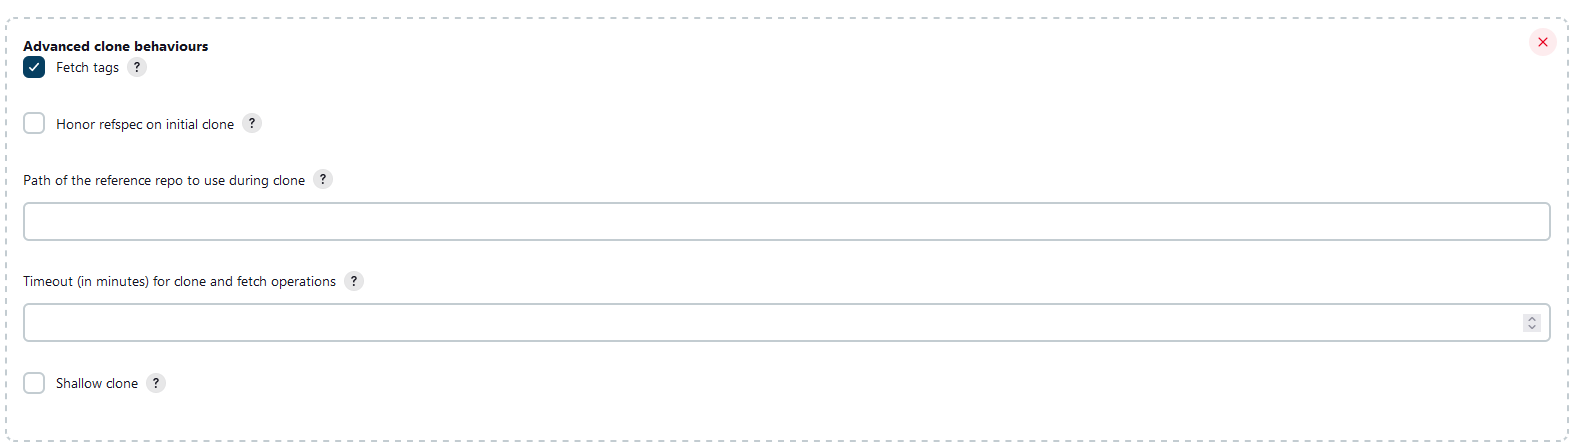 Advanced clone behaviours
Fetch tags ?
Honor refspec on initial clone ?
Path of the reference repo to use during clone ?
Timeout (in minutes) for clone and fetch operations ?
Shallow clone ?